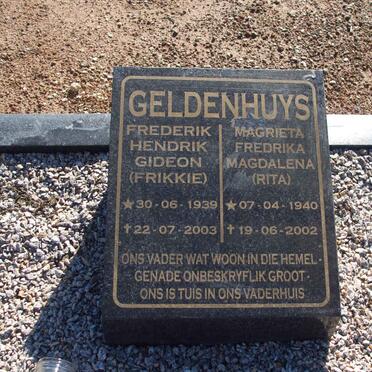 GELDENHUYS
FREDERIK
HENDRIK
GIDEON
(FRIKKIE)
★30-06-1939
†22-07-2003
MAGRIETA
FREDRIKA
MAGDALENA
(RITA)
★07-04-1940
†19-06-2002
ONS VADER WAT WOON IN DIE HEMEL-
GENADE ONBESKRYFLIK GROOT-
ONS IS TUIS IN ONS VADERHUIS